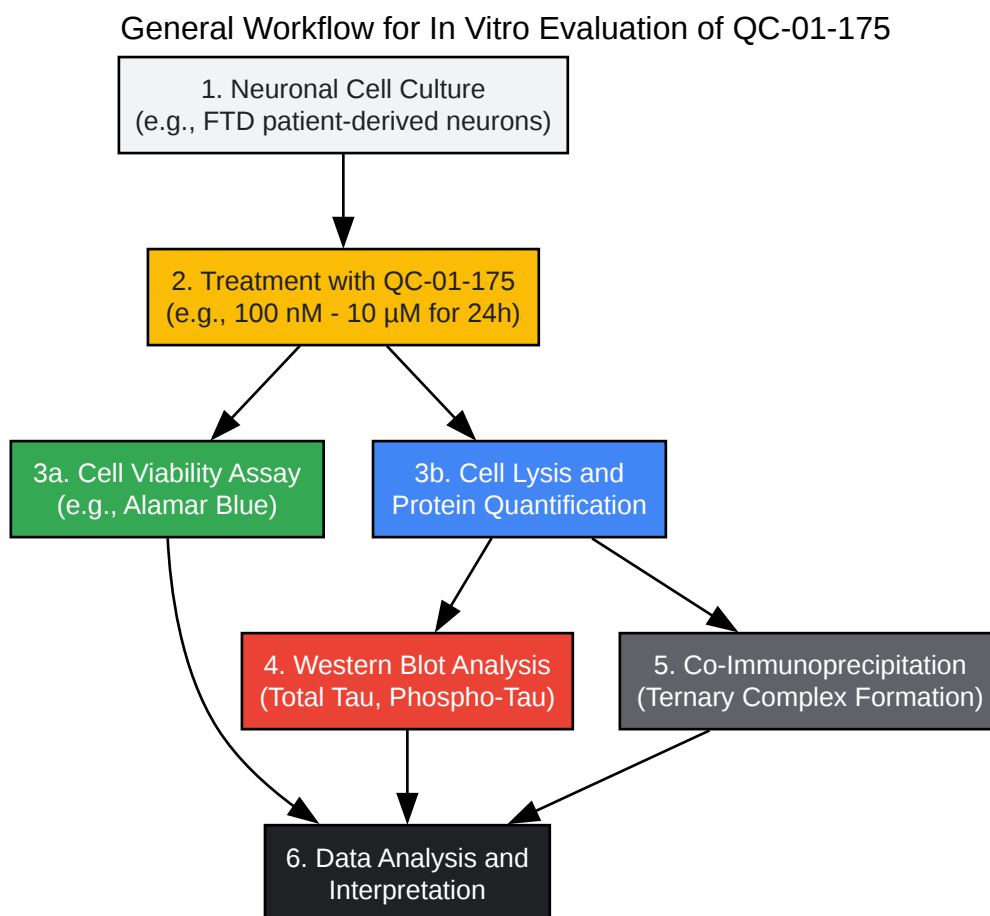 General Workflow for In Vitro Evaluation of QC-01-175
1. Neuronal Cell Culture
(e.g., FTD patient-derived neurons)
2. Treatment with QC-01-175
(e.g., 100 nM - 10 µM for 24h)
3a. Cell Viability Assay
(e.g., Alamar Blue)
3b. Cell Lysis and
Protein Quantification
4. Western Blot Analysis
(Total Tau, Phospho-Tau)
5. Co-Immunoprecipitation
(Ternary Complex Formation)
6. Data Analysis and
Interpretation